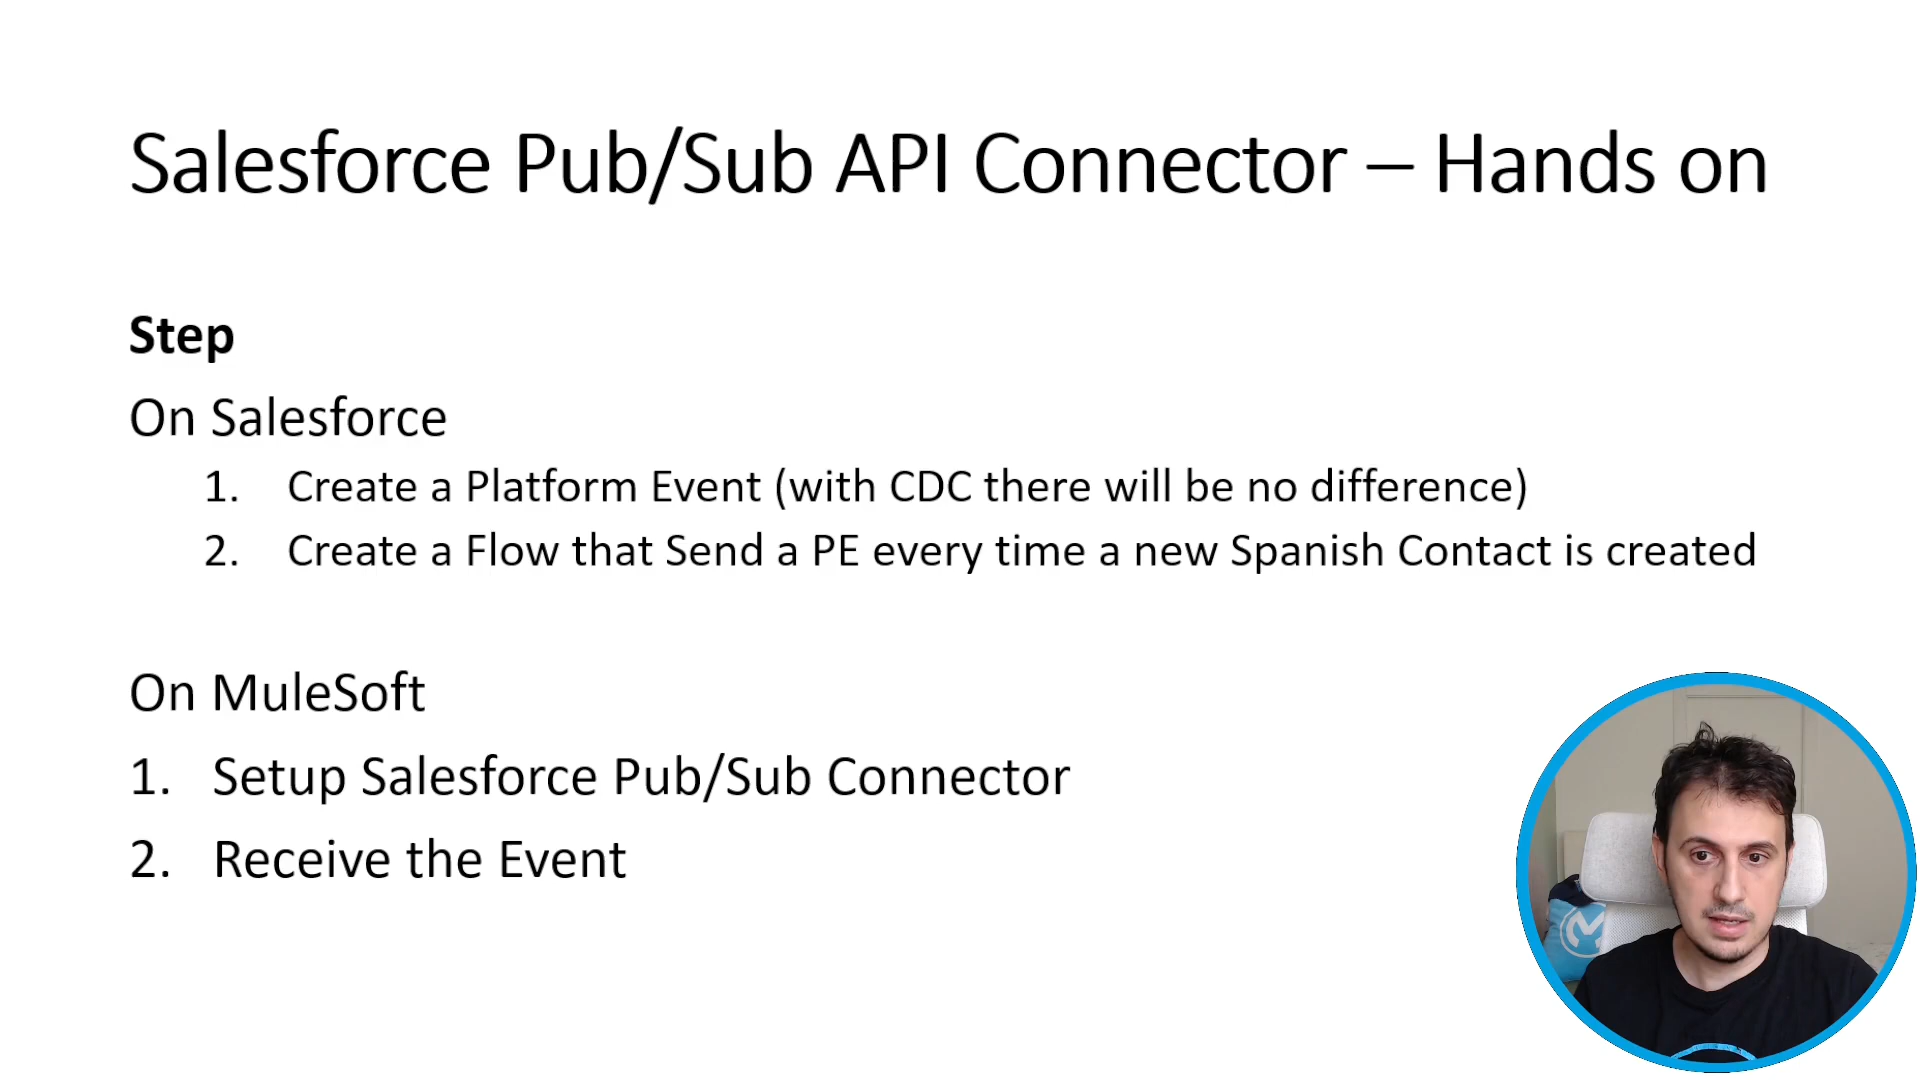 Salesforce Pub/Sub API Connector – Hands on
Step
On Salesforce
1. Create a Platform Event (with CDC there will be no difference)
2. Create a Flow that Send a PE every time a new Spanish Contact is created
On MuleSoft
1. Setup Salesforce Pub/Sub Connector
2. Receive the Event